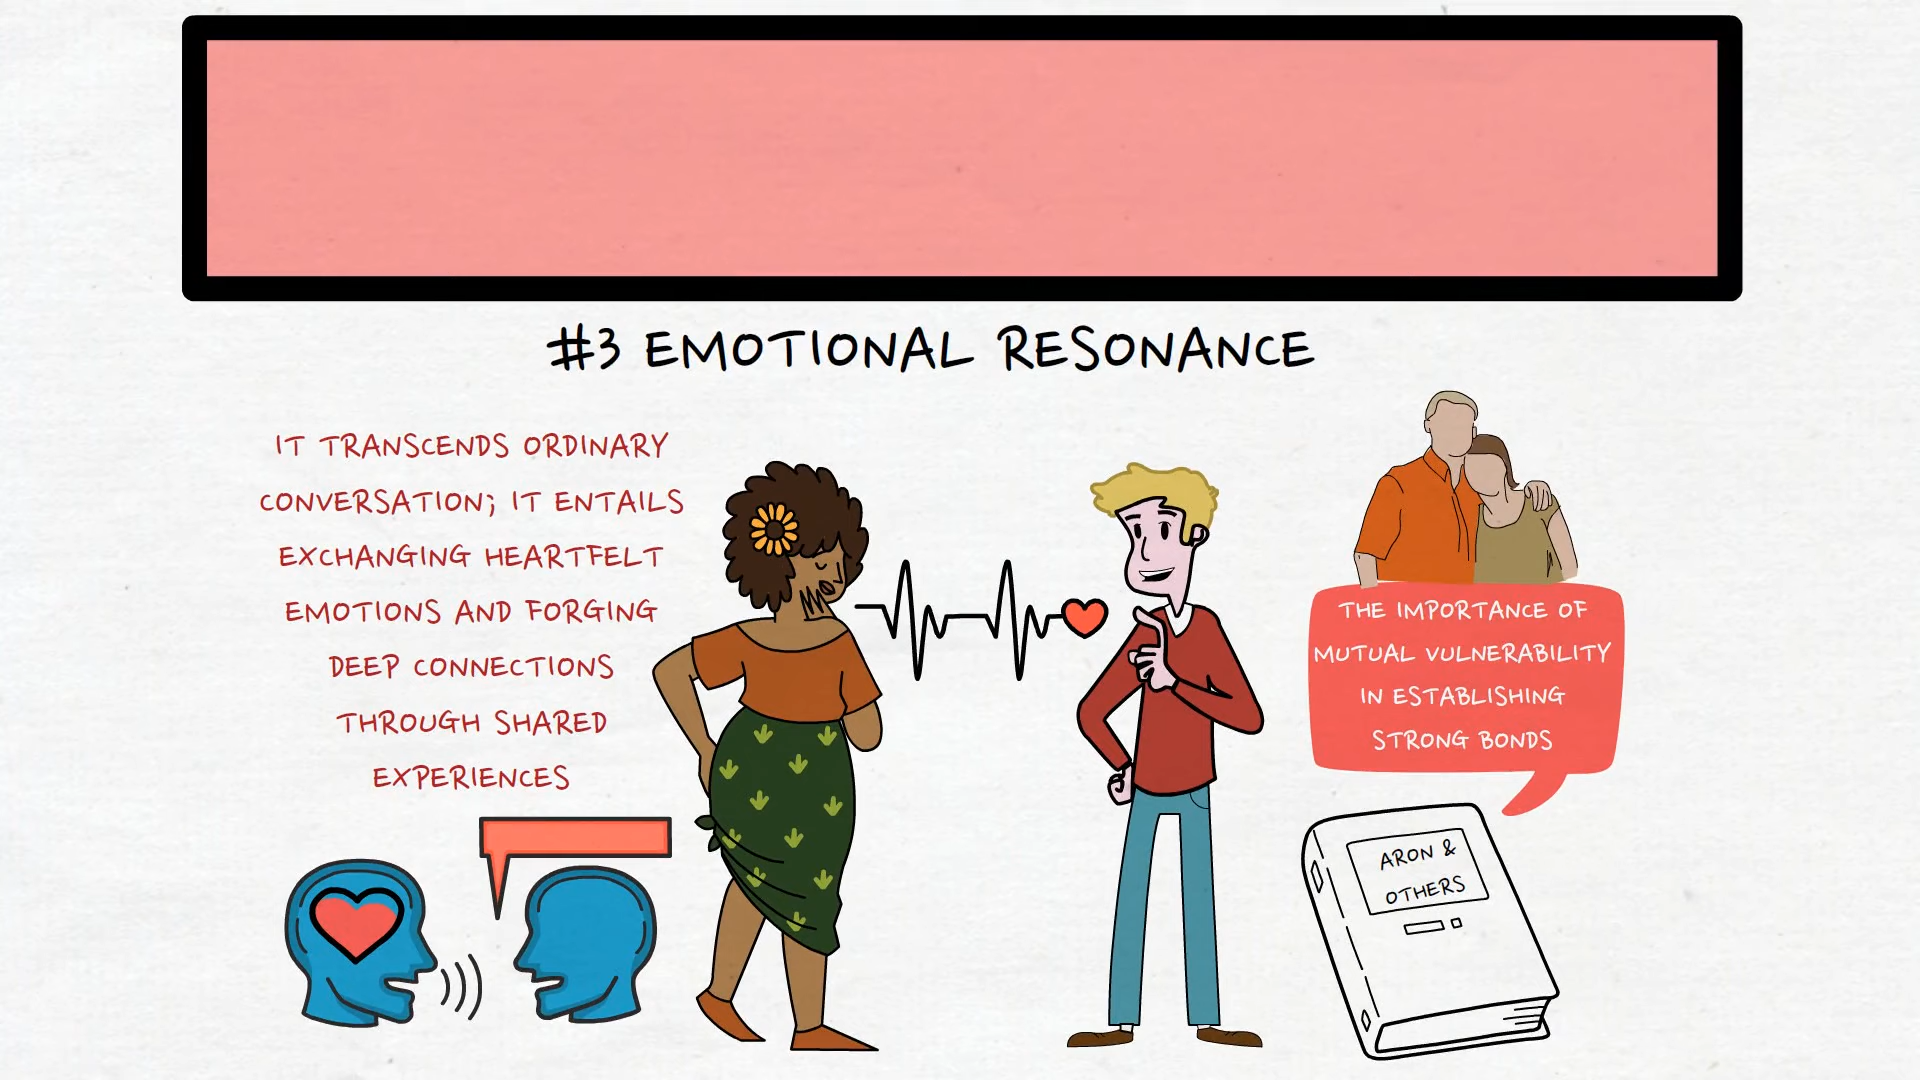 #3 EMOTIONAL RESONANCE
IT TRANSCENDS ORDINARY
CONVERSATION; IT ENTAILS
EXCHANGING HEARTFELT
EMOTIONS AND FORGING
DEEP CONNECTIONS
THROUGH SHARED
EXPERIENCES
THE IMPORTANCE OF
MUTUAL VULNERABILITY
IN ESTABLISHING
STRONG BONDS
ARON &
OTHERS